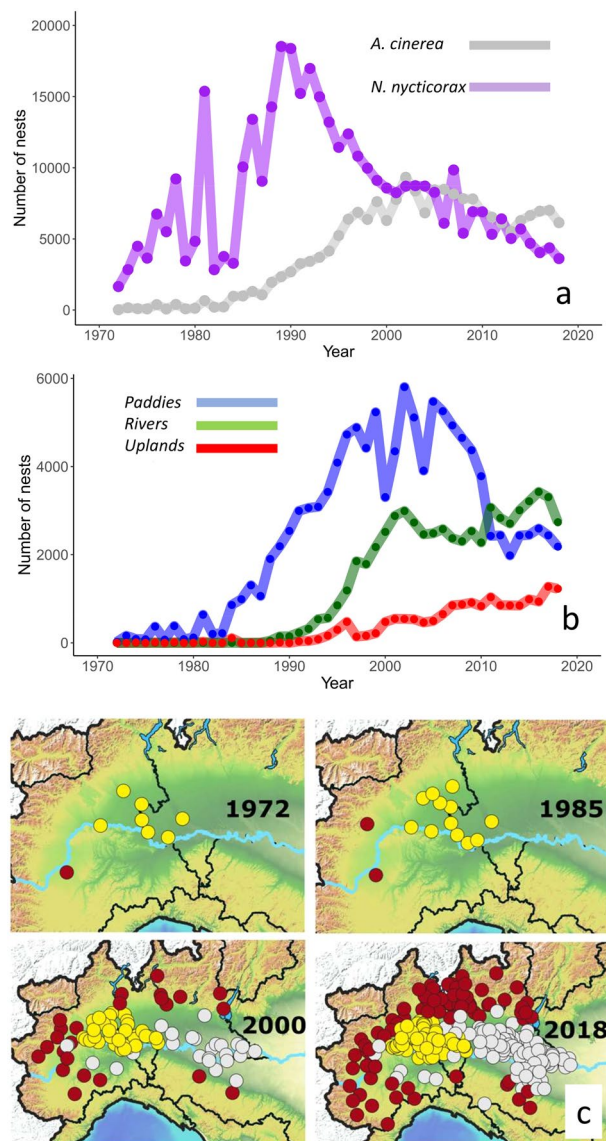 20000
15000
10000
5000
0
Number of nests
A. cinerea
N. nycticorax
a
1970 1980 1990 2000 2010 2020
Year
6000
4000
2000
0
Number of nests
Paddies
Rivers
Uplands
b
1970 1980 1990 2000 2010 2020
Year
1972 1985
2000 2018
c